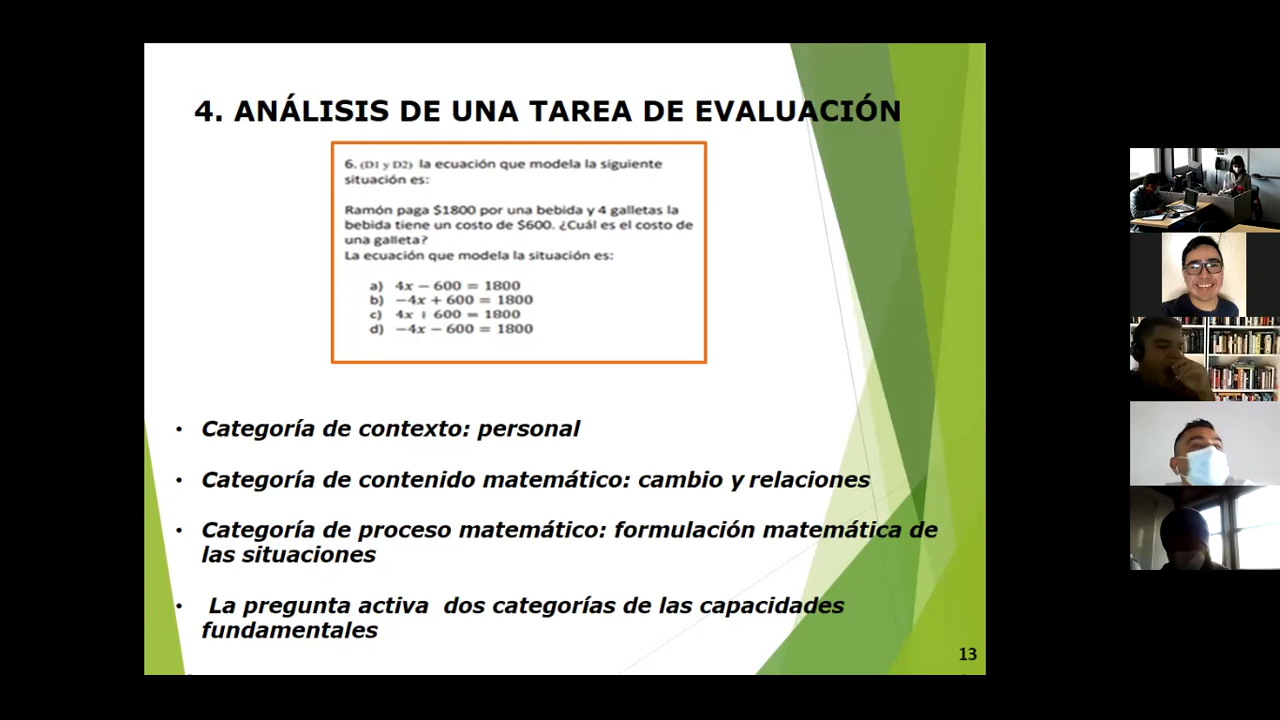 4. ANÁLISIS DE UNA TAREA DE EVALUACIÓN
6. (D1 y D2) la ecuación que modela la siguiente
situación es:
Ramón paga $1800 por una bebida y 4 galletas la
bebida tiene un costo de $600. ¿Cuál es el costo de
una galleta?
La ecuación que modela la situación es:
a) 4x − 600 = 1800
b) −4x + 600 = 1800
c) 4x + 600 = 1800
d) −4x − 600 = 1800
• Categoría de contexto: personal
• Categoría de contenido matemático: cambio y relaciones
• Categoría de proceso matemático: formulación matemática de
las situaciones
• La pregunta activa dos categorías de las capacidades
fundamentales
13